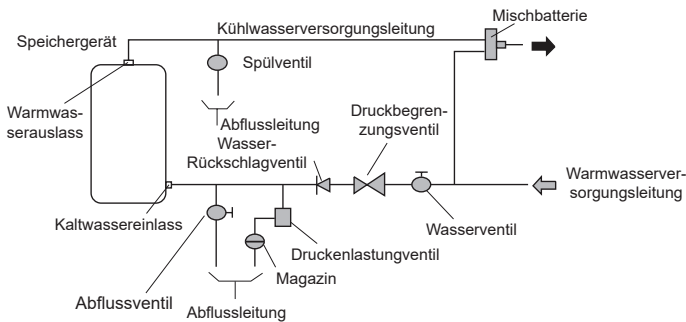 Mischbatterie
Kühlwasserversorgungsleitung
Speichergerät
Spülventil
Warmwas-
serauslass
Druckbegren-
zungsventil
Abflussleitung
Wasser-
Rückschlagventil
Warmwasserver-
sorgungsleitung
Kaltwassereinlass
Wasserventil
Druckenlastungventil
Magazin
Abflussventil
Abflussleitung